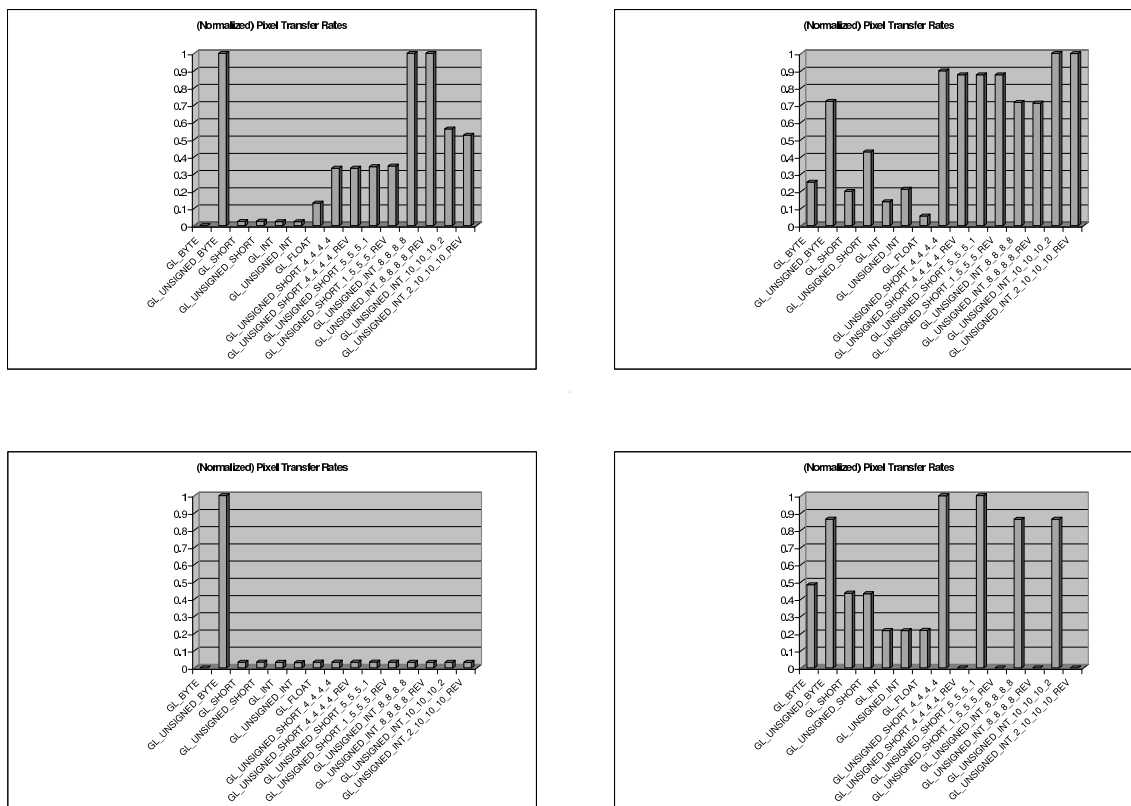 (Normalized) Pixel Transfer Rates
1
0.9
0.8
0.7
0.6
0.5
0.4
0.3
0.2
0.1
0
GL_BYTE
GL_UNSIGNED_BYTE
GL_SHORT
GL_UNSIGNED_SHORT
GL_INT
GL_UNSIGNED_INT
GL_FLOAT
GL_UNSIGNED_SHORT_4_4_4_4
GL_UNSIGNED_SHORT_4_4_4_4_REV
GL_UNSIGNED_SHORT_5_5_5_1
GL_UNSIGNED_SHORT_1_5_5_5_REV
GL_UNSIGNED_INT_8_8_8_8
GL_UNSIGNED_INT_8_8_8_8_REV
GL_UNSIGNED_INT_10_10_10_2
GL_UNSIGNED_INT_2_10_10_10_REV
(Normalized) Pixel Transfer Rates
1
0.9
0.8
0.7
0.6
0.5
0.4
0.3
0.2
0.1
0
GL_BYTE
GL_UNSIGNED_BYTE
GL_SHORT
GL_UNSIGNED_SHORT
GL_INT
GL_UNSIGNED_INT
GL_FLOAT
GL_UNSIGNED_SHORT_4_4_4_4
GL_UNSIGNED_SHORT_4_4_4_4_REV
GL_UNSIGNED_SHORT_5_5_5_1
GL_UNSIGNED_SHORT_1_5_5_5_REV
GL_UNSIGNED_INT_8_8_8_8
GL_UNSIGNED_INT_8_8_8_8_REV
GL_UNSIGNED_INT_10_10_10_2
GL_UNSIGNED_INT_2_10_10_10_REV
(Normalized) Pixel Transfer Rates
1
0.9
0.8
0.7
0.6
0.5
0.4
0.3
0.2
0.1
0
GL_BYTE
GL_UNSIGNED_BYTE
GL_SHORT
GL_UNSIGNED_SHORT
GL_INT
GL_UNSIGNED_INT
GL_FLOAT
GL_UNSIGNED_SHORT_4_4_4_4
GL_UNSIGNED_SHORT_4_4_4_4_REV
GL_UNSIGNED_SHORT_5_5_5_1
GL_UNSIGNED_SHORT_1_5_5_5_REV
GL_UNSIGNED_INT_8_8_8_8
GL_UNSIGNED_INT_8_8_8_8_REV
GL_UNSIGNED_INT_10_10_10_2
GL_UNSIGNED_INT_2_10_10_10_REV
(Normalized) Pixel Transfer Rates
1
0.9
0.8
0.7
0.6
0.5
0.4
0.3
0.2
0.1
0
GL_BYTE
GL_UNSIGNED_BYTE
GL_SHORT
GL_UNSIGNED_SHORT
GL_INT
GL_UNSIGNED_INT
GL_FLOAT
GL_UNSIGNED_SHORT_4_4_4_4
GL_UNSIGNED_SHORT_4_4_4_4_REV
GL_UNSIGNED_SHORT_5_5_5_1
GL_UNSIGNED_SHORT_1_5_5_5_REV
GL_UNSIGNED_INT_8_8_8_8
GL_UNSIGNED_INT_8_8_8_8_REV
GL_UNSIGNED_INT_10_10_10_2
GL_UNSIGNED_INT_2_10_10_10_REV